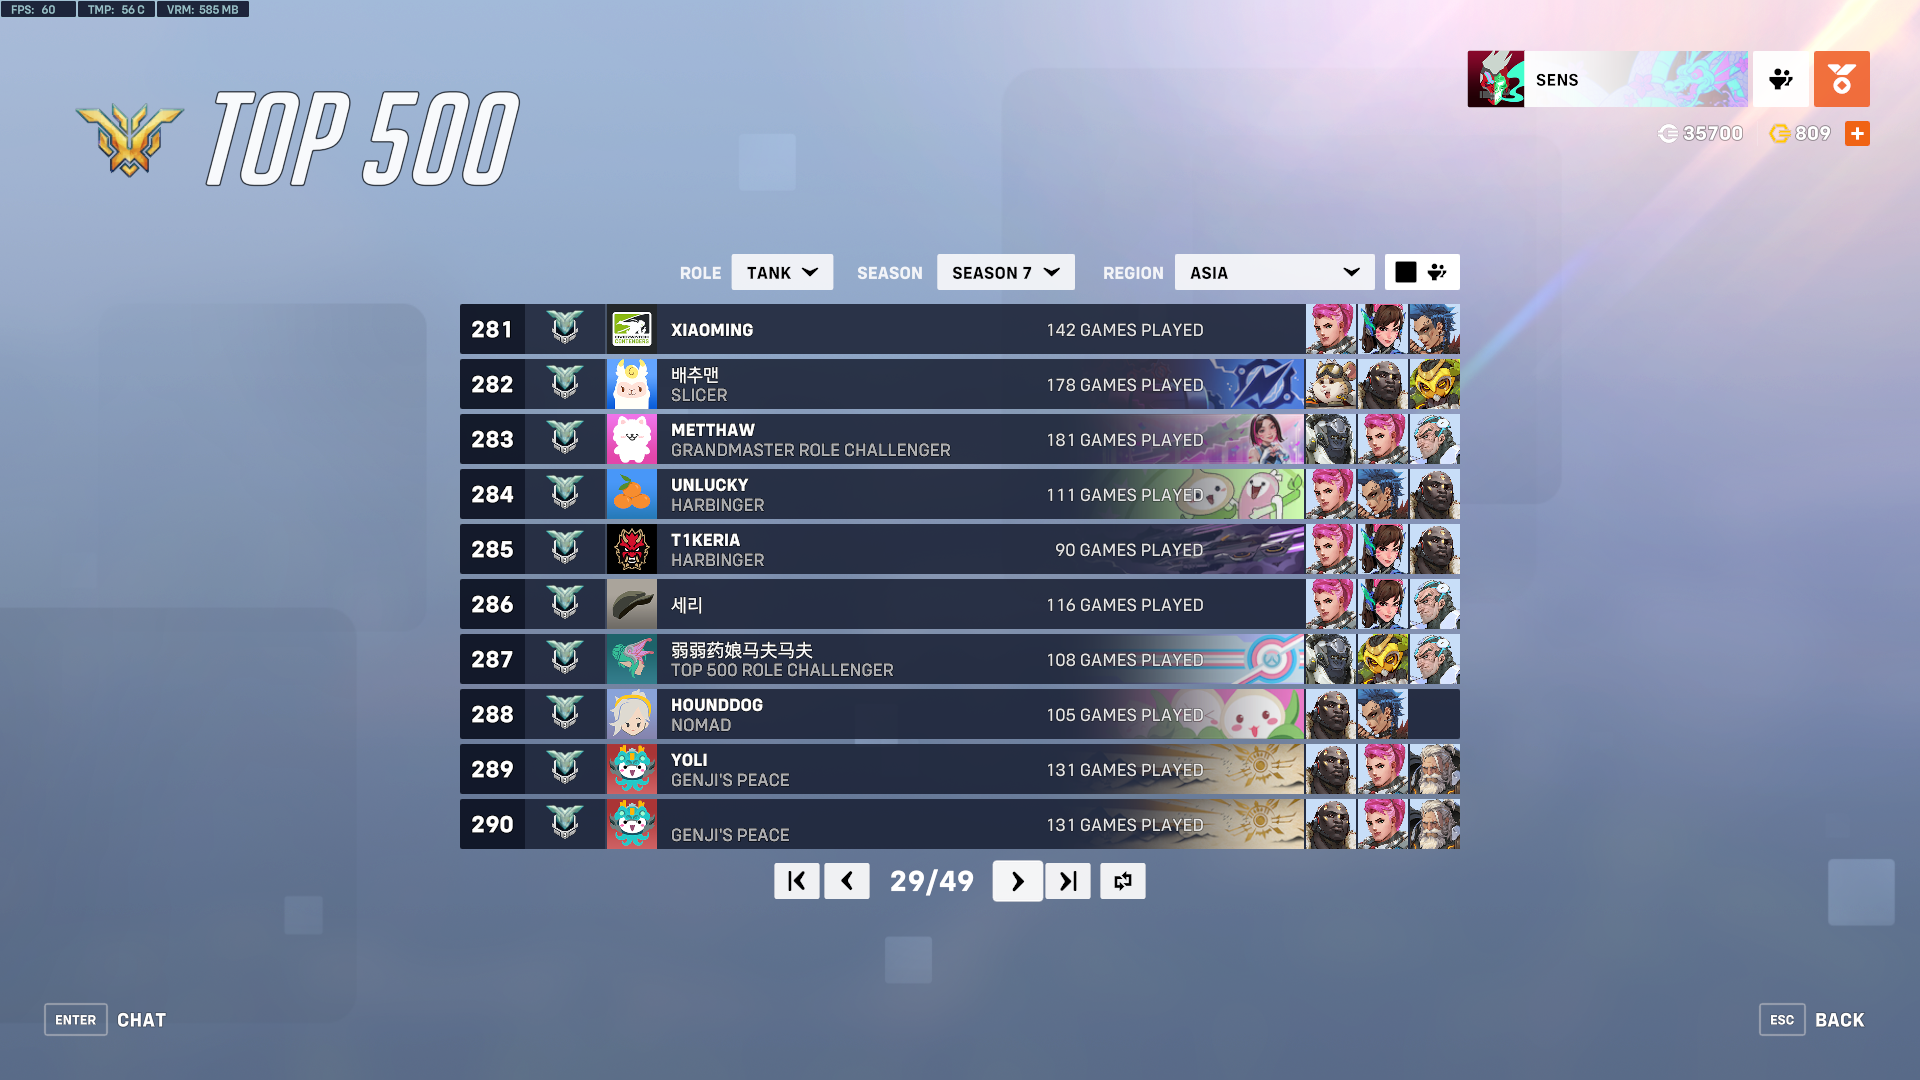 FPS: 60 TMP: 56 C VRM: 585 MB
TOP 500
SENS
35700 809
ROLE TANK SEASON SEASON 7 REGION ASIA
281 XIAOMING 142 GAMES PLAYED
282 배추맨 178 GAMES PLAYED
SLICER
283 METTHAW 181 GAMES PLAYED
GRANDMASTER ROLE CHALLENGER
284 UNLUCKY 111 GAMES PLAYED
HARBINGER
285 T1KERIA 90 GAMES PLAYED
HARBINGER
286 세리 116 GAMES PLAYED
287 弱弱药娘马夫马夫 108 GAMES PLAYED
TOP 500 ROLE CHALLENGER
288 HOUNDDOG 105 GAMES PLAYED
NOMAD
289 YOLI 131 GAMES PLAYED
GENJI'S PEACE
290 131 GAMES PLAYED
GENJI'S PEACE
29/49
ENTER CHAT
ESC BACK